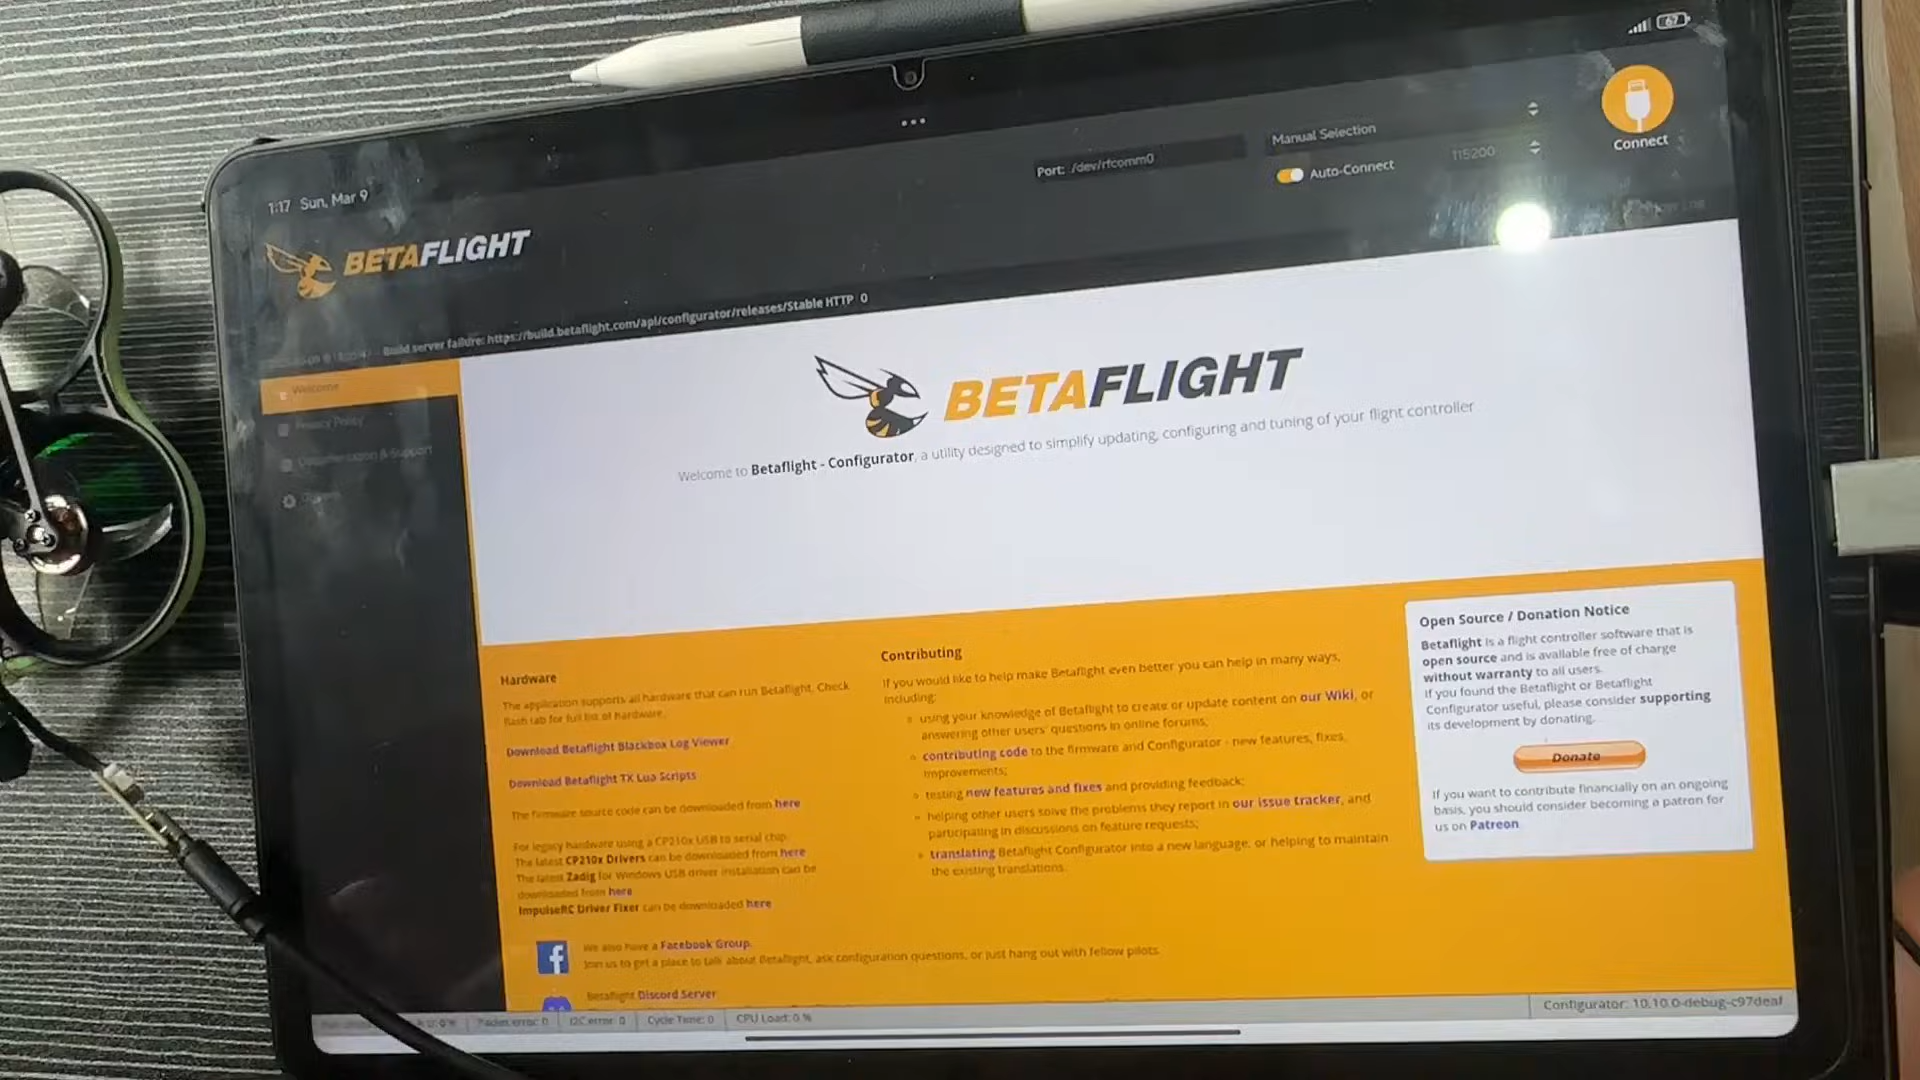 67
1:17 Sun, Mar 9
Port: /dev/rfcomm0
Manual Selection
Auto-Connect
115200
Connect
BETAFLIGHT
Build server failure: https://build.betaflight.com/api/configurator/releases/Stable HTTP 0
Welcome
Privacy Policy
Documentation & Support
BETAFLIGHT
Welcome to Betaflight - Configurator, a utility designed to simplify updating, configuring and tuning of your flight controller
Hardware
The application supports all hardware that can run Betaflight. Check
flash tab for full list of hardware.
Download Betaflight Blackbox Log Viewer
Download Betaflight TX Lua Scripts
The firmware source code can be downloaded from here
For legacy hardware using a CP210x USB to serial chip:
The latest CP210x Drivers can be downloaded from here
The latest Zadig for Windows USB driver installation can be
downloaded from here
ImpulseRC Driver Fixer can be downloaded here
Contributing
If you would like to help make Betaflight even better you can help in many ways,
including:
using your knowledge of Betaflight to create or update content on our Wiki, or
answering other users' questions in online forums;
contributing code to the firmware and Configurator - new features, fixes,
improvements;
testing new features and fixes and providing feedback;
helping other users solve the problems they report in our issue tracker, and
participating in discussions on feature requests;
translating Betaflight Configurator into a new language, or helping to maintain
the existing translations.
Open Source / Donation Notice
Betaflight is a flight controller software that is
open source and is available free of charge
without warranty to all users.
If you found the Betaflight or Betaflight
Configurator useful, please consider supporting
its development by donating.
Donate
If you want to contribute financially on an ongoing
basis, you should consider becoming a patron for
us on Patreon
We also have a Facebook Group.
Join us to get a place to talk about Betaflight, ask configuration questions, or just hang out with fellow pilots.
Betaflight Discord Server
Packet error: 0
I2C error: 0
Cycle Time: 0
CPU Load: 0 %
Configurator: 10.10.0-debug-c97deaf